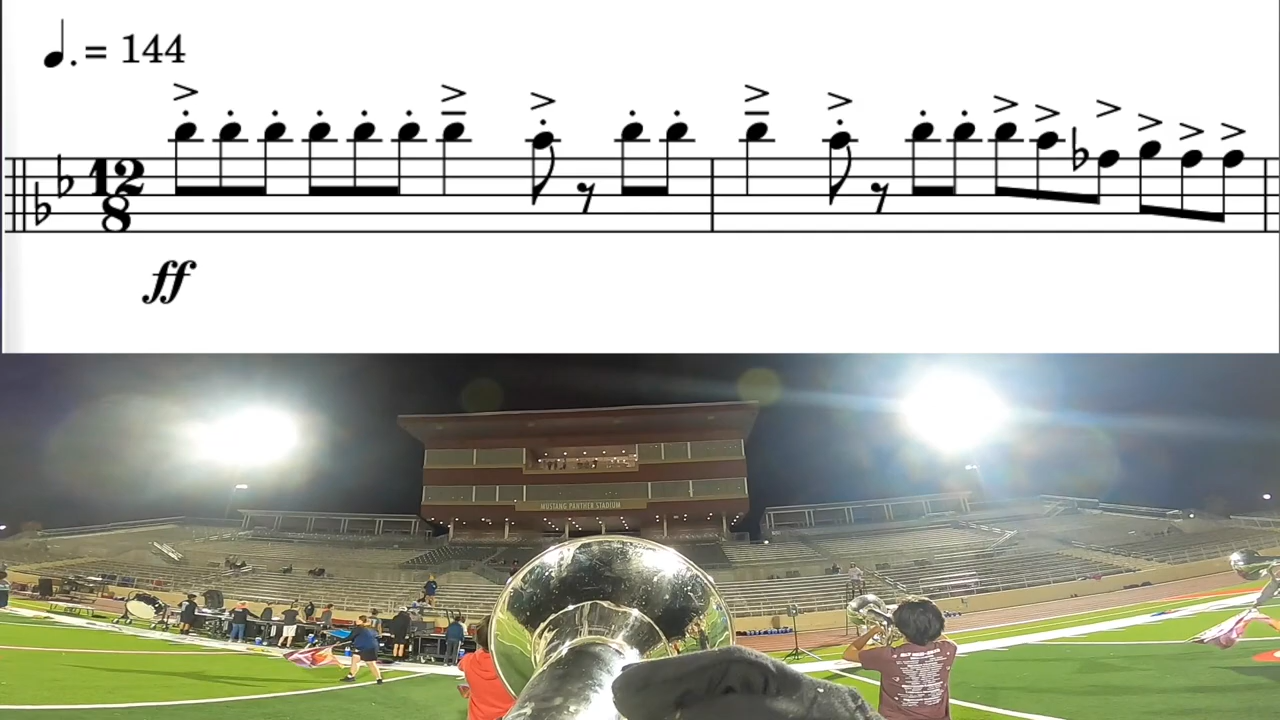 ♩. = 144
12
8
ff
MUSTANG PANTHER STADIUM